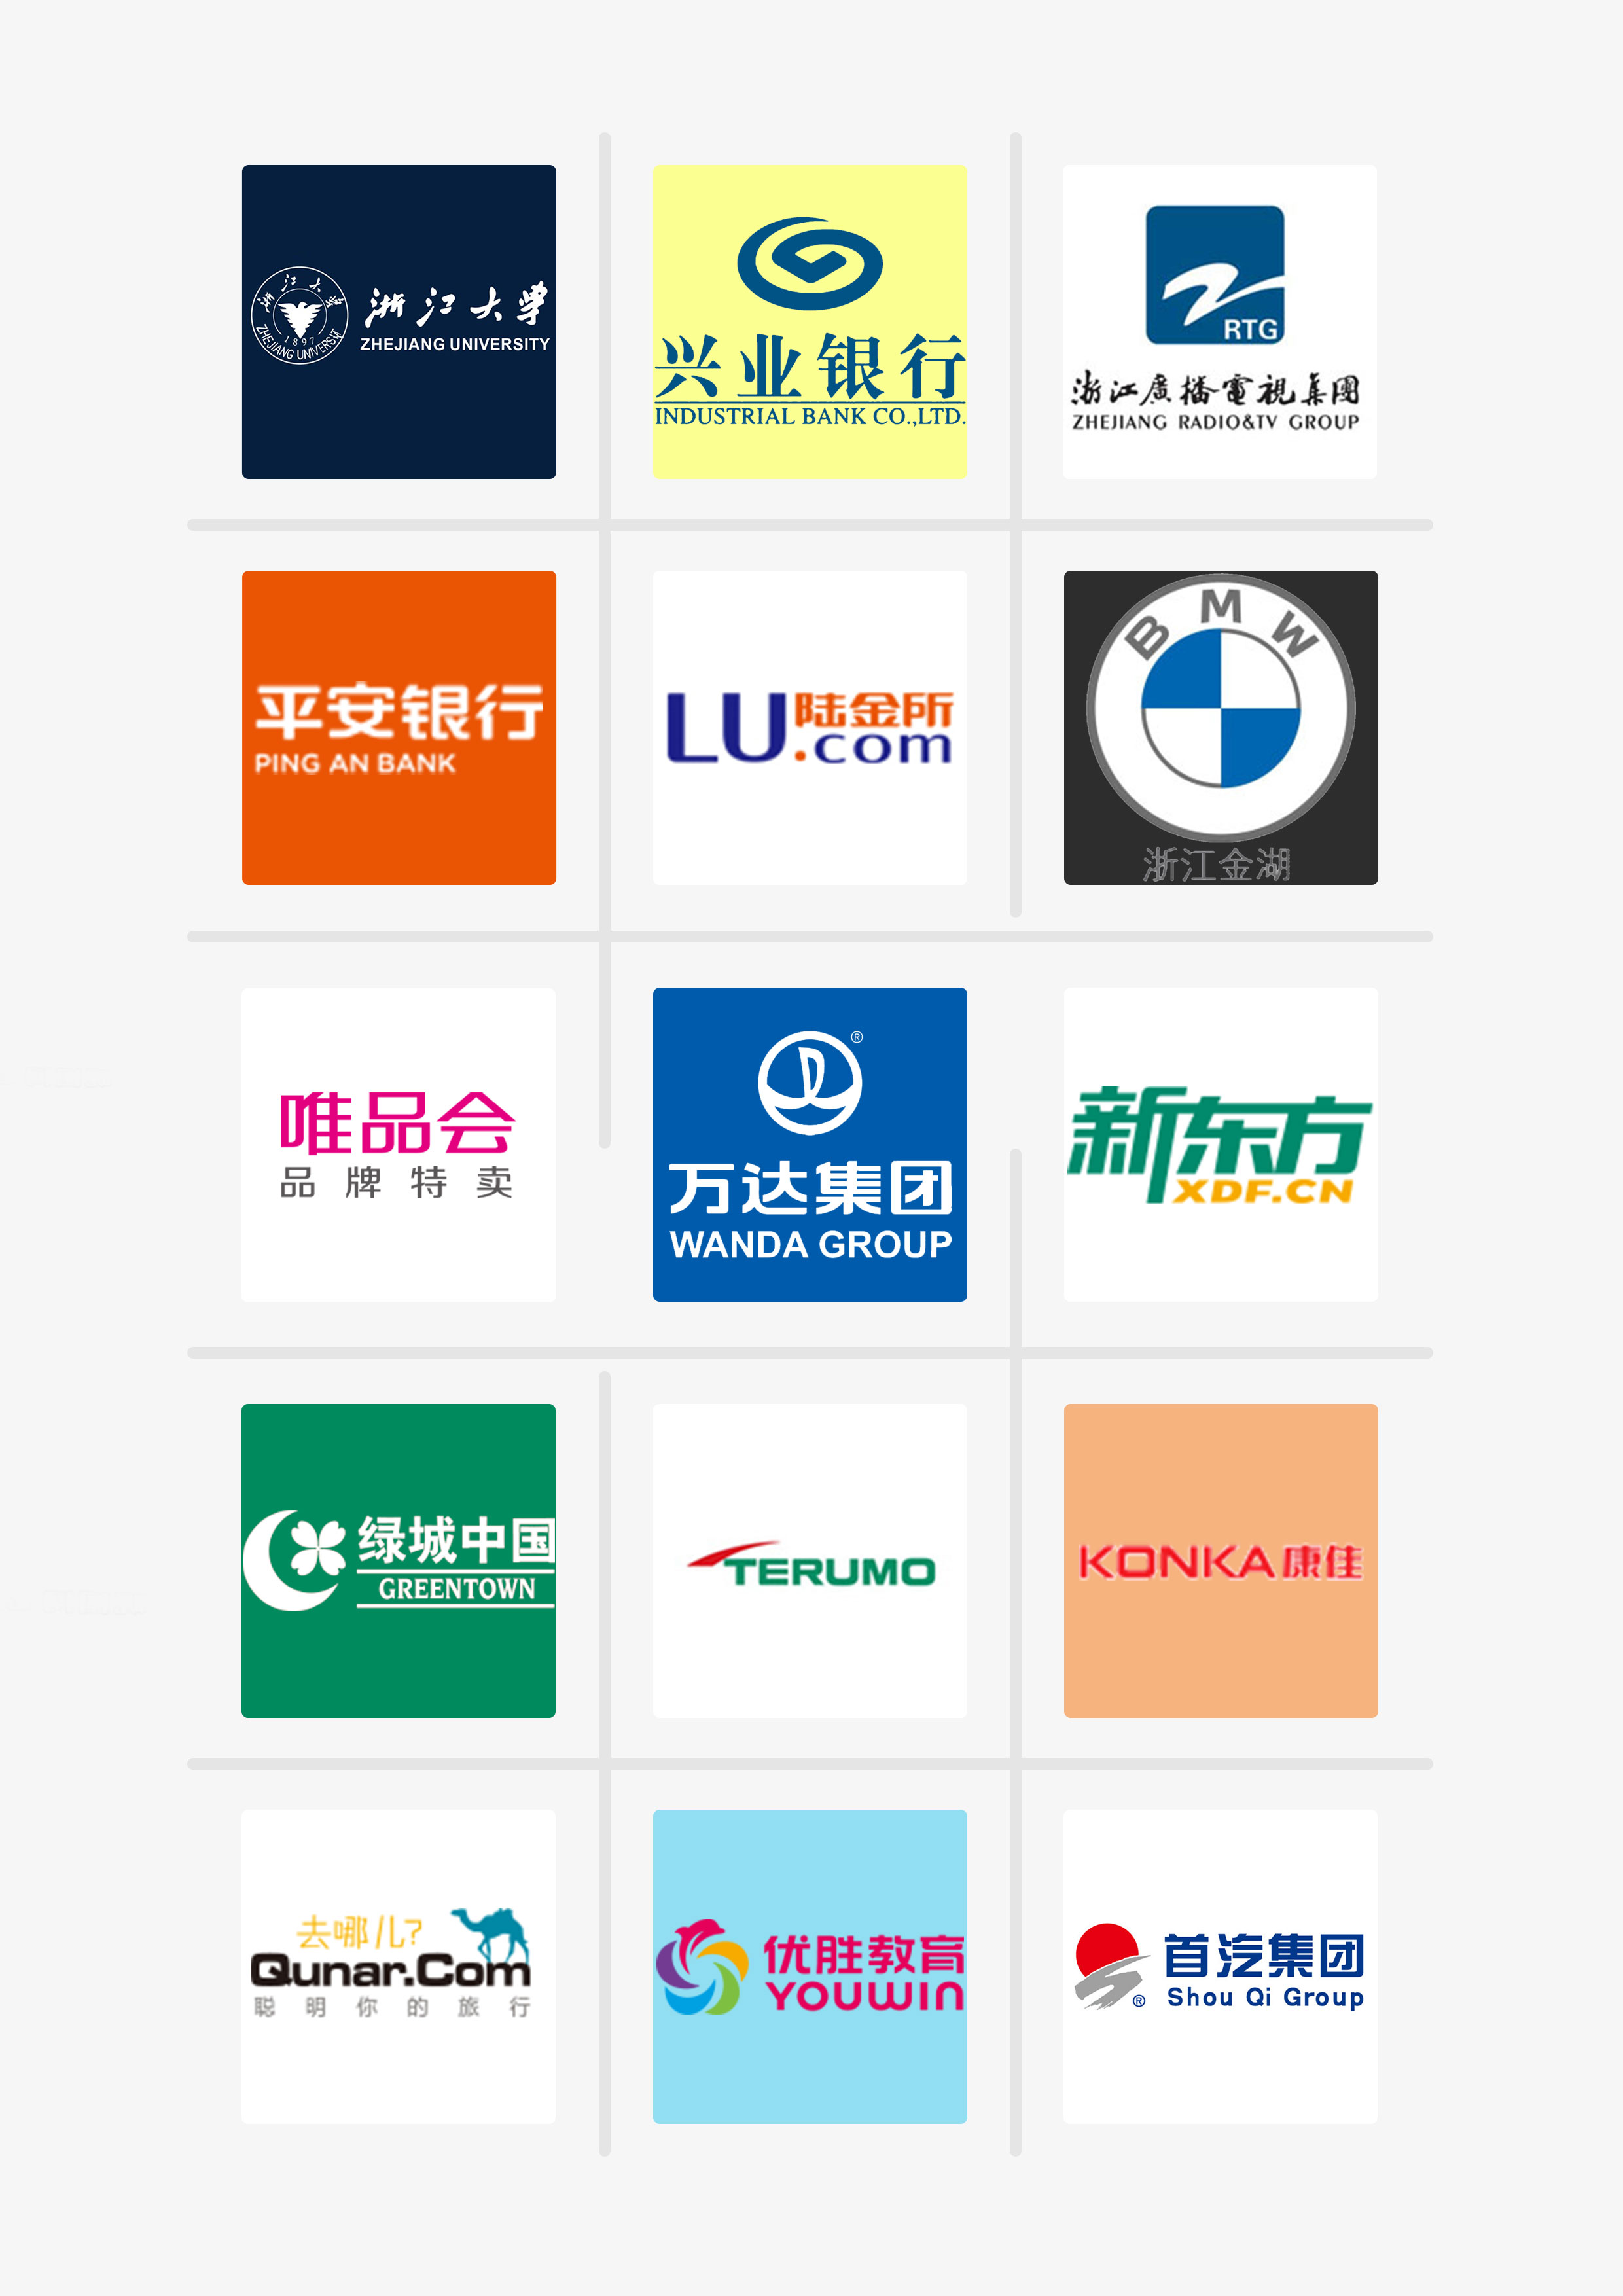 浙江大学
ZHEJIANG UNIVERSITY
1897
浙江大学
ZHEJIANG UNIVERSITY
兴业银行
INDUSTRIAL BANK CO.,LTD.
RTG
浙江廣播電視集團
ZHEJIANG RADIO&TV GROUP
平安银行
PING AN BANK
LU.com
陆金所
BMW
浙江金湖
唯品会
品牌特卖
®
万达集团
WANDA GROUP
新东方
XDF.CN
绿城中国
GREENTOWN
TERUMO
KONKA康佳
去哪儿?
Qunar.Com
聪明你的旅行
优胜教育
YOUWIN
首汽集团
® Shou Qi Group